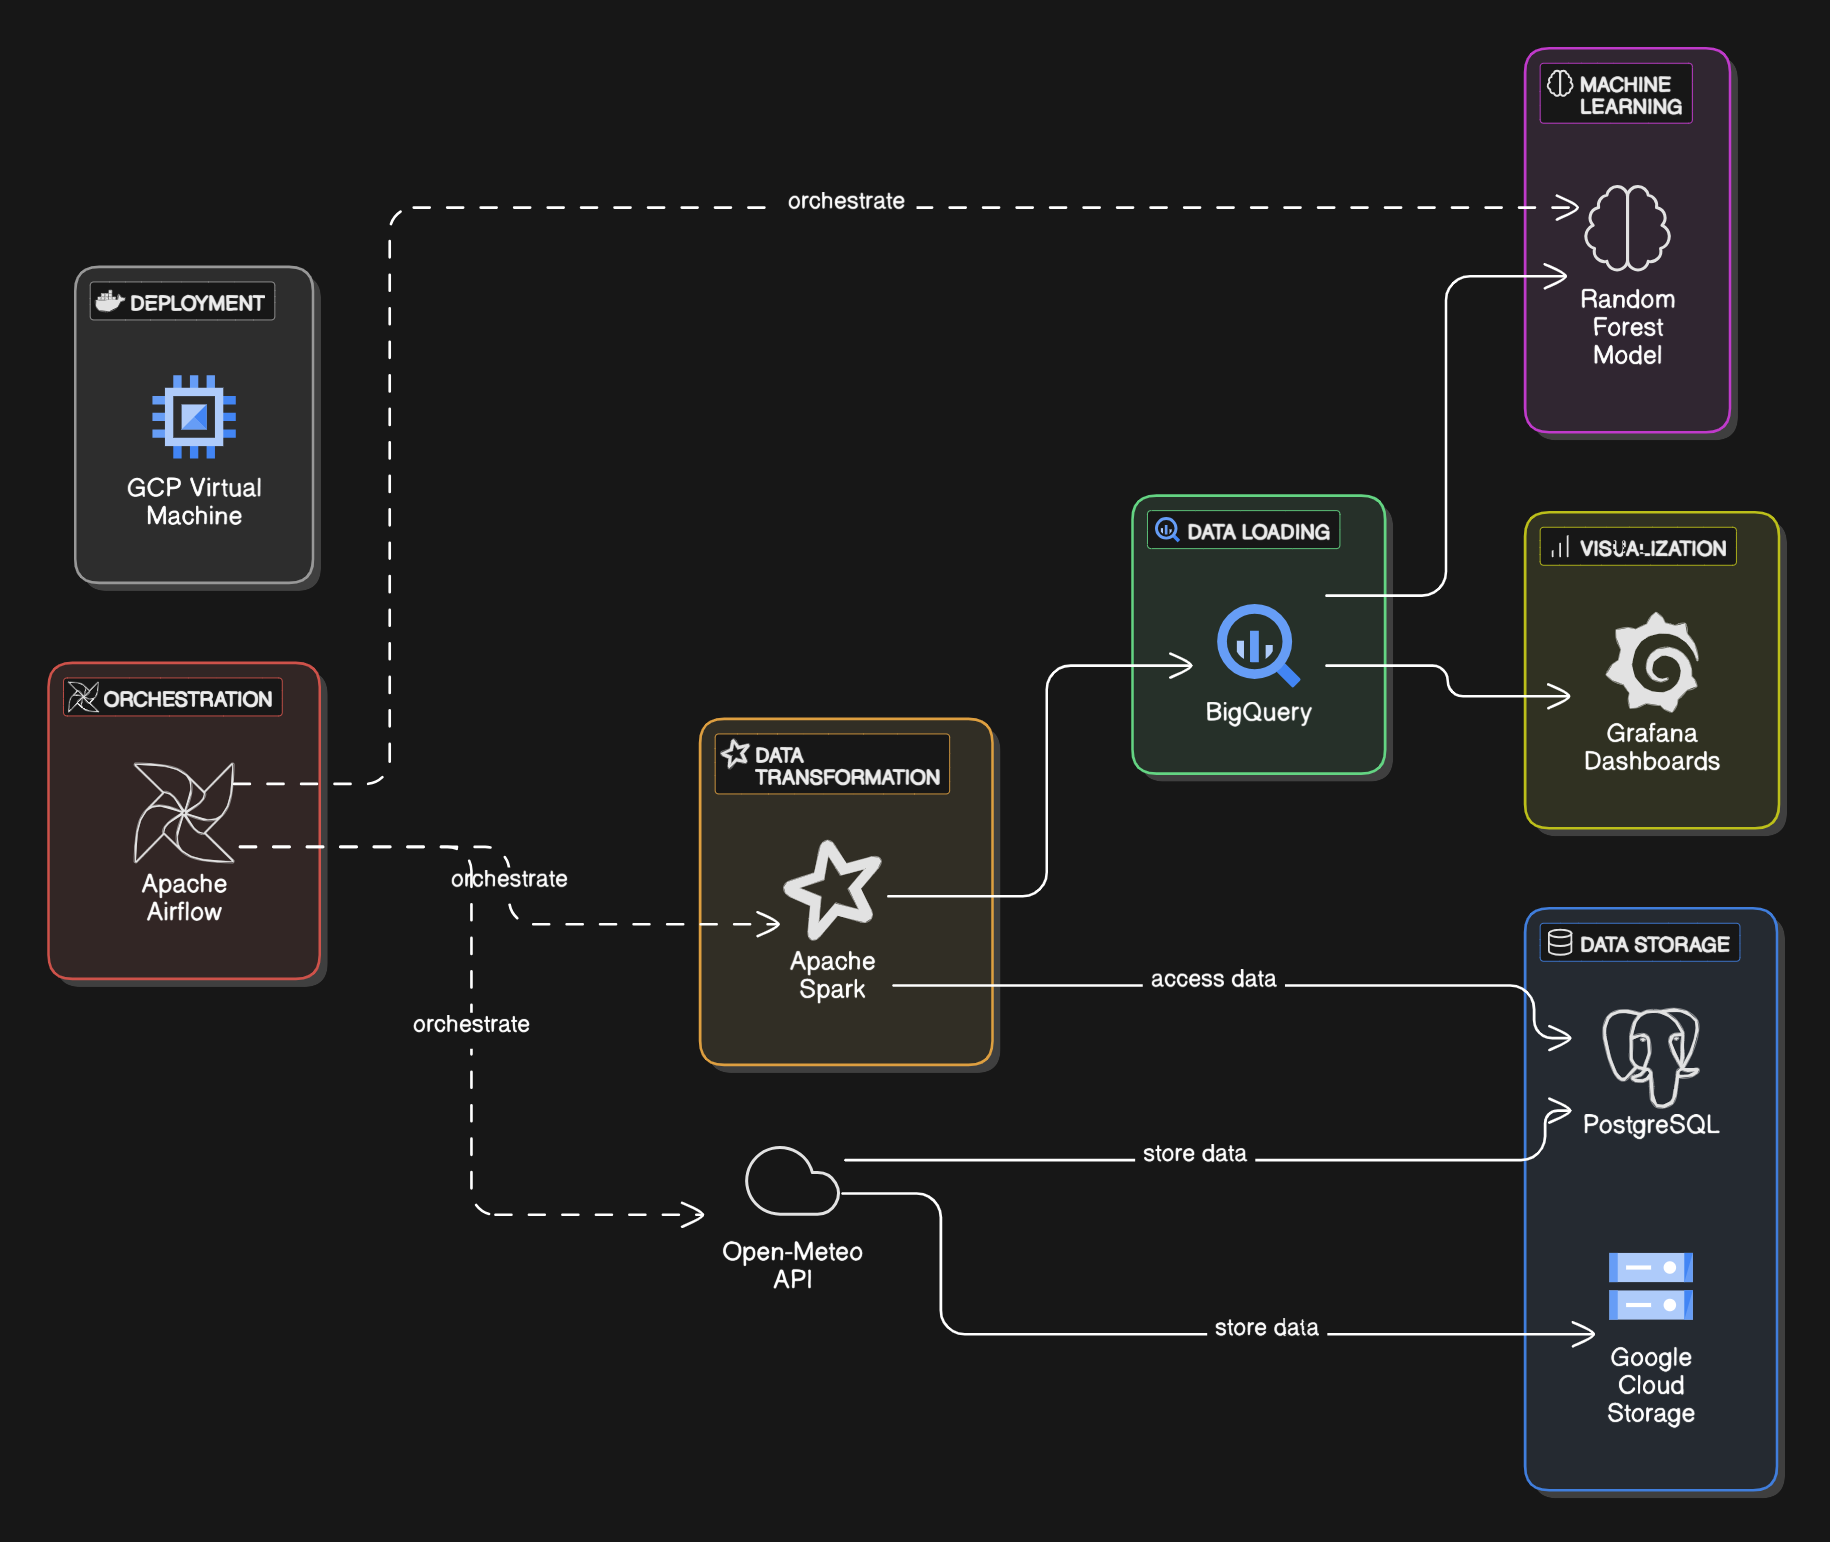 MACHINE
LEARNING
orchestrate
Random
Forest
Model
DEPLOYMENT
GCP Virtual
Machine
DATA LOADING
BigQuery
VISUALIZATION
Grafana
Dashboards
ORCHESTRATION
Apache
Airflow
orchestrate
orchestrate
DATA
TRANSFORMATION
Apache
Spark
access data
DATA STORAGE
PostgreSQL
store data
Open-Meteo
API
store data
Google
Cloud
Storage